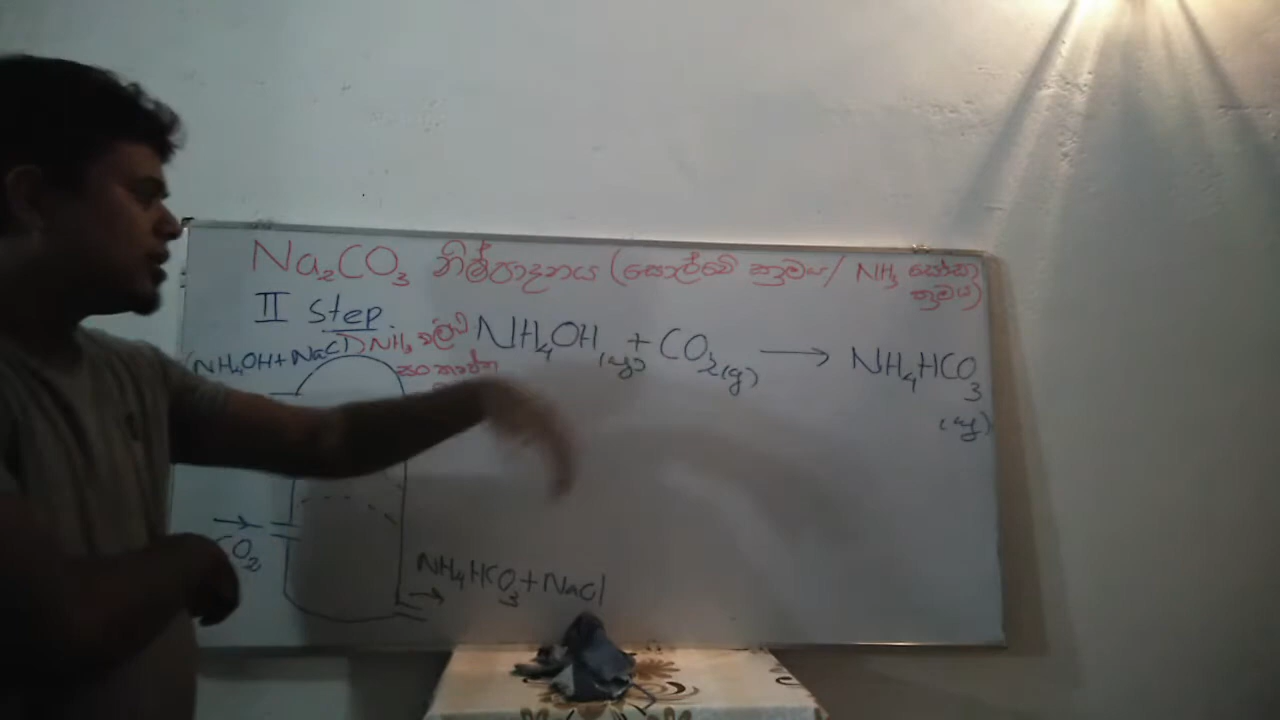 Na₂CO₃ නිෂ්පාදනය (සොල්වේ ක්‍රමය/ NH₃ සෝඩා
ක්‍රමය)
II step
(NH₄OH+NaCl) NH₃ වලින් NH₄OH(aq) + CO₂(g) → NH₄HCO₃
සංතෘප්ත
(aq)
→
CO₂
NH₄HCO₃+NaCl
→